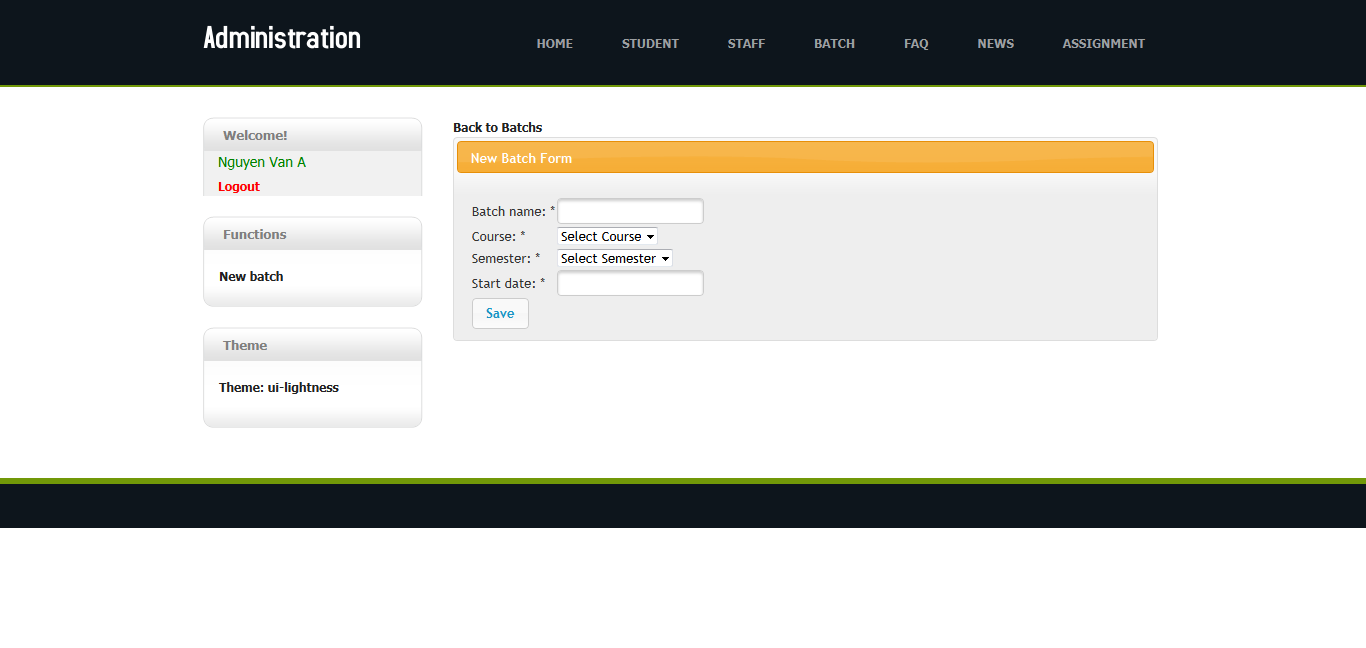 Administration
HOME STUDENT STAFF BATCH FAQ NEWS ASSIGNMENT
Welcome!
Nguyen Van A
Logout
Functions
New batch
Theme
Theme: ui-lightness
Back to Batchs
New Batch Form
Batch name: *
Course: * Select Course
Semester: * Select Semester
Start date: *
Save